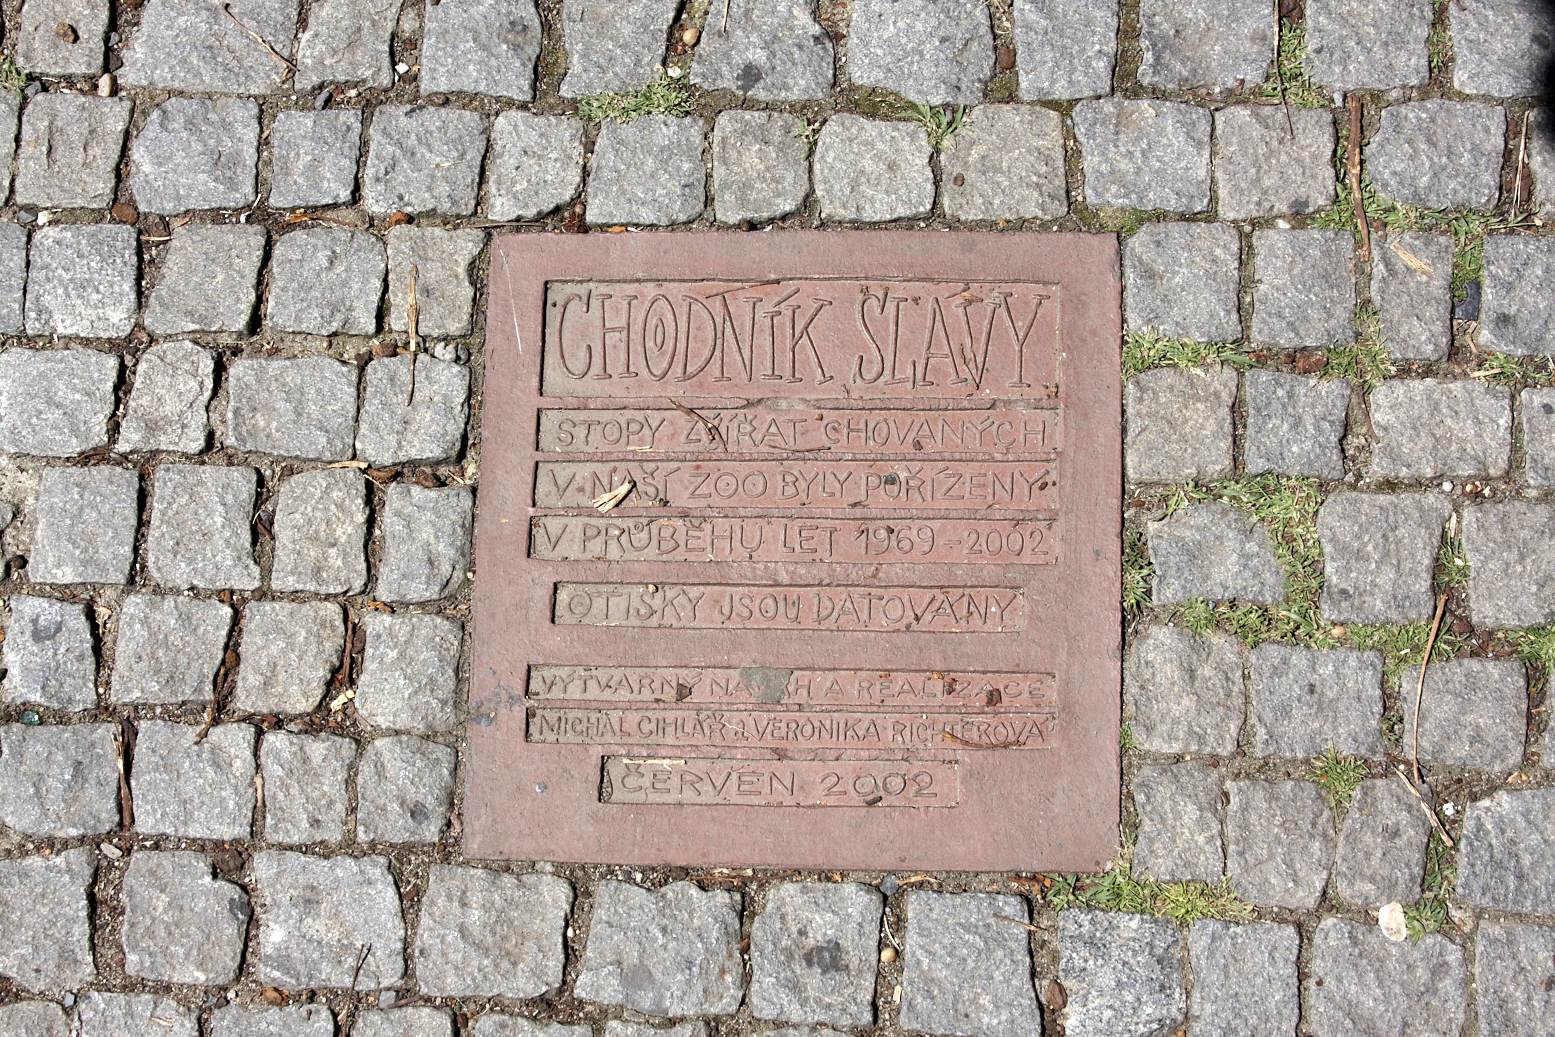 CHODNÍK SLÁVY
STOPY ZVÍŘAT CHOVANÝCH
V NAŠÍ ZOO BYLY POŘÍZENY
V PRŮBĚHU LET 1969-2002
OTISKY JSOU DATOVÁNY
VÝTVARNÝ NÁVRH A REALIZACE
MICHAL CIHLÁŘ A VERONIKA RICHTEROVÁ
ČERVEN 2002